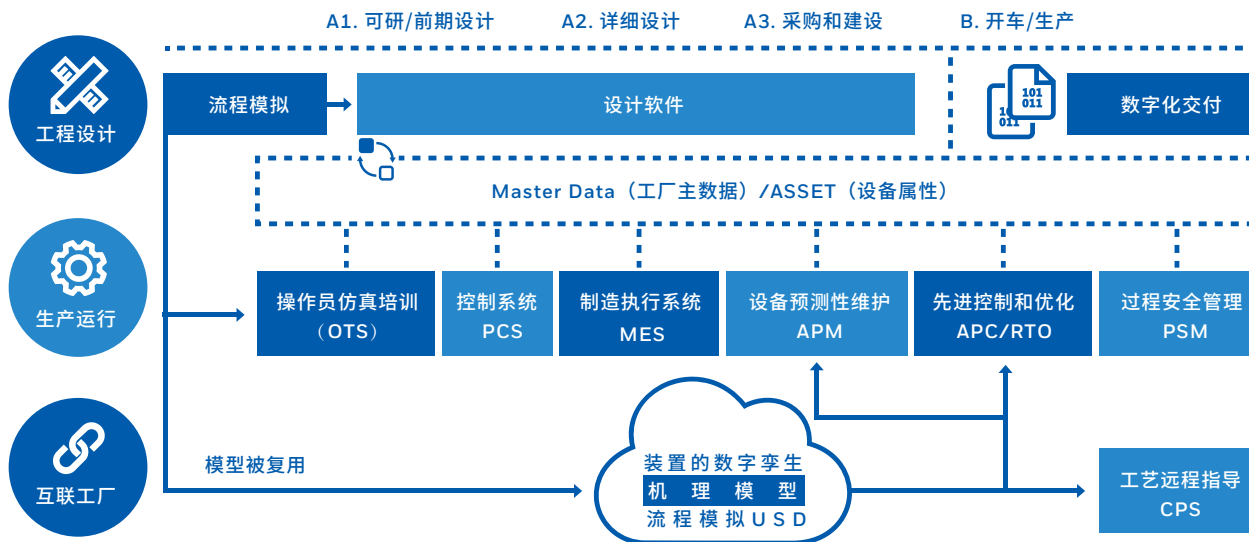 A1. 可研/前期设计
A2. 详细设计
A3. 采购和建设
B. 开车/生产
工程设计
流程模拟
设计软件
101
011
101
011
数字化交付
Master Data（工厂主数据）/ASSET（设备属性）
生产运行
操作员仿真培训
（OTS）
控制系统
PCS
制造执行系统
MES
设备预测性维护
APM
先进控制和优化
APC/RTO
过程安全管理
PSM
互联工厂
模型被复用
装置的数字孪生
机理模型
流程模拟USD
工艺远程指导
CPS